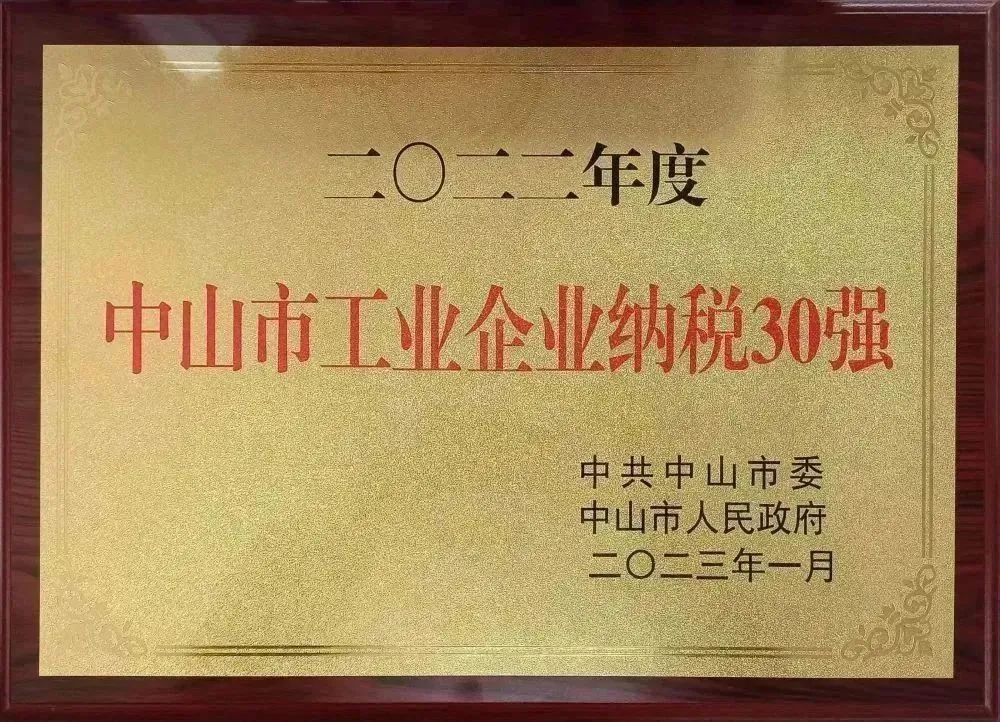 二〇二二年度
中山市工业企业纳税30强
中共中山市委
中山市人民政府
二〇二三年一月